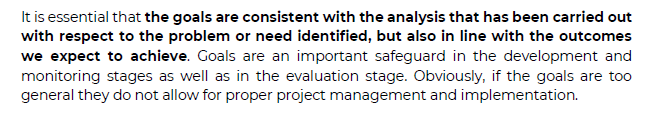 It is essential that the goals are consistent with the analysis that has been carried out
with respect to the problem or need identified, but also in line with the outcomes
we expect to achieve. Goals are an important safeguard in the development and
monitoring stages as well as in the evaluation stage. Obviously, if the goals are too
general they do not allow for proper project management and implementation.